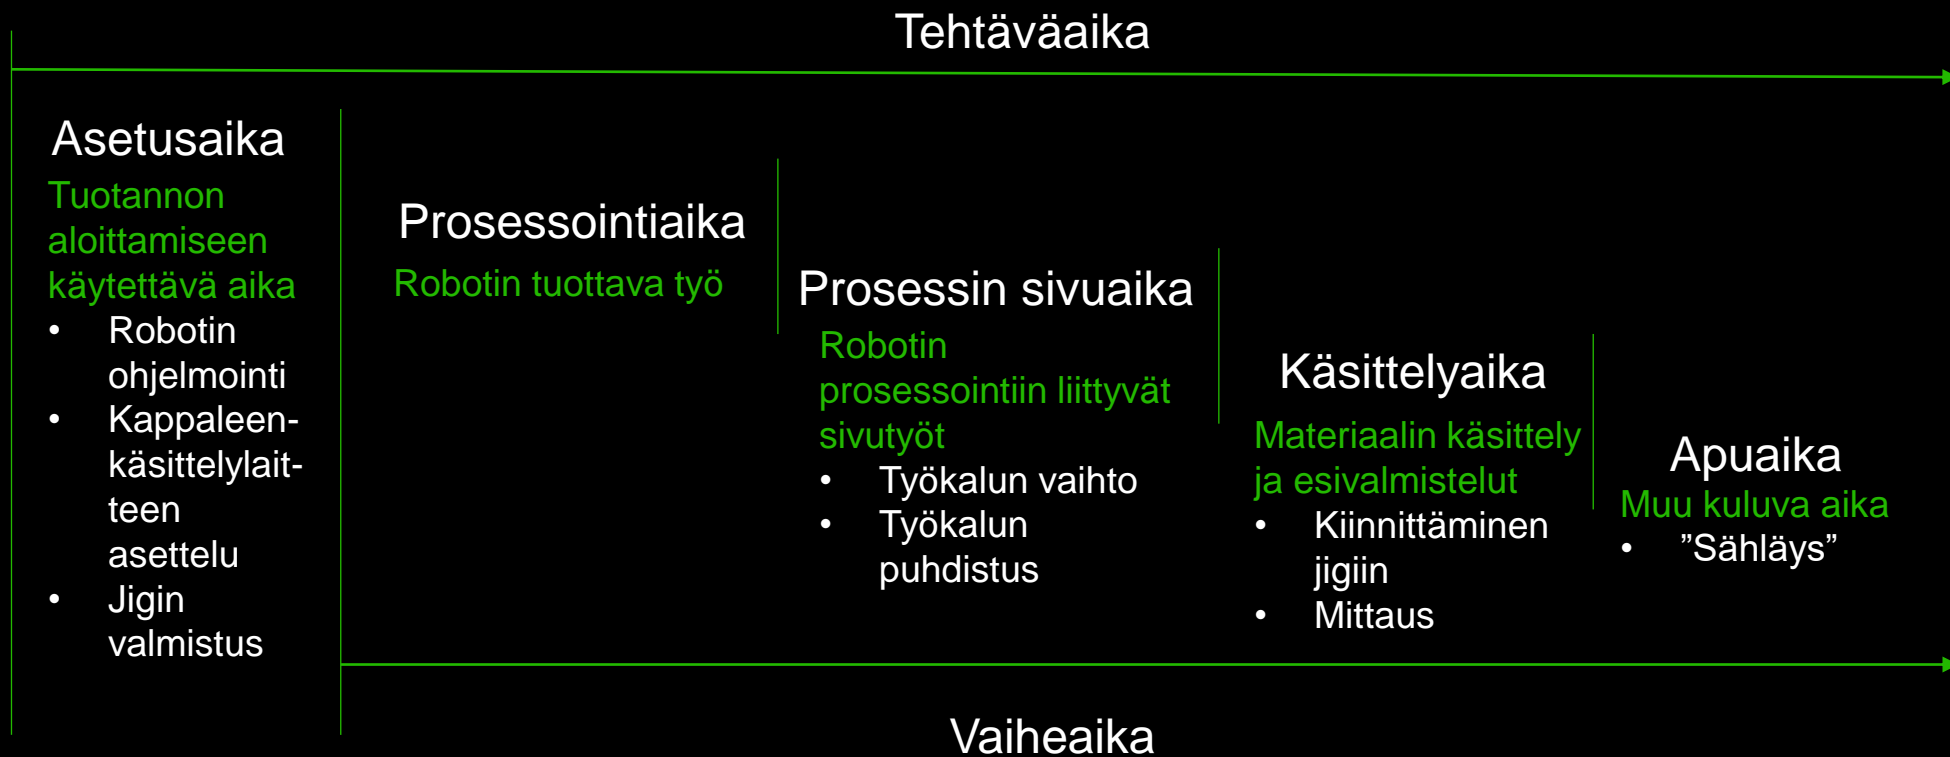 Tehtäväaika
Asetusaika
Tuotannon
aloittamiseen
käytettävä aika
• Robotin
ohjelmointi
• Kappaleen-
käsittelylait-
teen
asettelu
• Jigin
valmistus
Prosessointiaika
Robotin tuottava työ
Prosessin sivuaika
Robotin
prosessointiin liittyvät
sivutyöt
• Työkalun vaihto
• Työkalun
puhdistus
Käsittelyaika
Materiaalin käsittely
ja esivalmistelut
• Kiinnittäminen
jigiin
• Mittaus
Apuaika
Muu kuluva aika
• ”Sähläys”
Vaiheaika